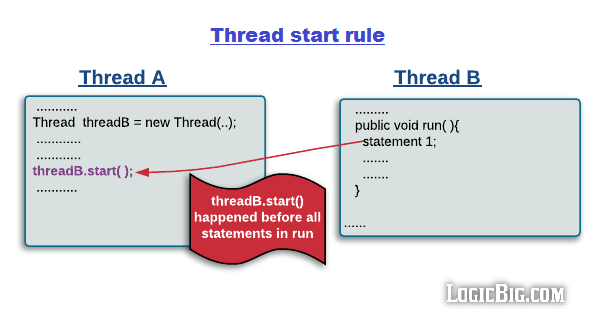 Thread start rule
Thread A
...........
Thread  threadB = new Thread(..);
............
............
threadB.start( );
...........
Thread B
.........
public void run( ){
statement 1;
.......
.......
}
......
threadB.start()
happened before all
statements in run
LogicBig.com